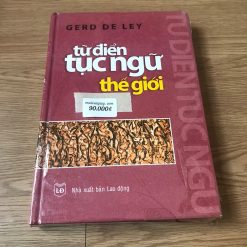 GERD DE LEY
từ điển
tục ngữ
thế giới
90.000đ
LĐ
Nhà xuất bản Lao động
TỪ ĐIỂN TỤC NGỮ